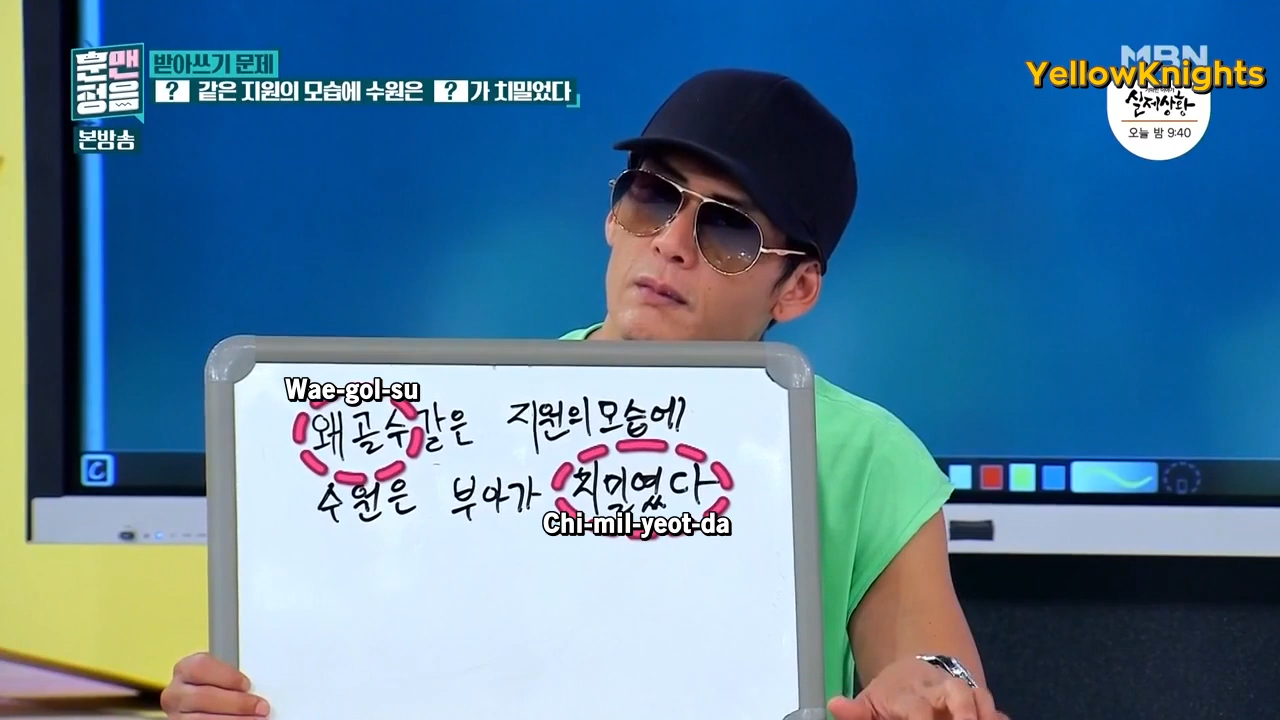 훈맨
정음
본방송
받아쓰기 문제
? 같은 지원의 모습에 수원은 ? 가 치밀었다
MBN
YellowKnights
실제상황
오늘 밤 9:40
Wae-gol-su
왜골수같은 지원의 모습에
수원은 부아가 치밀엿다
Chi-mil-yeot-da
C